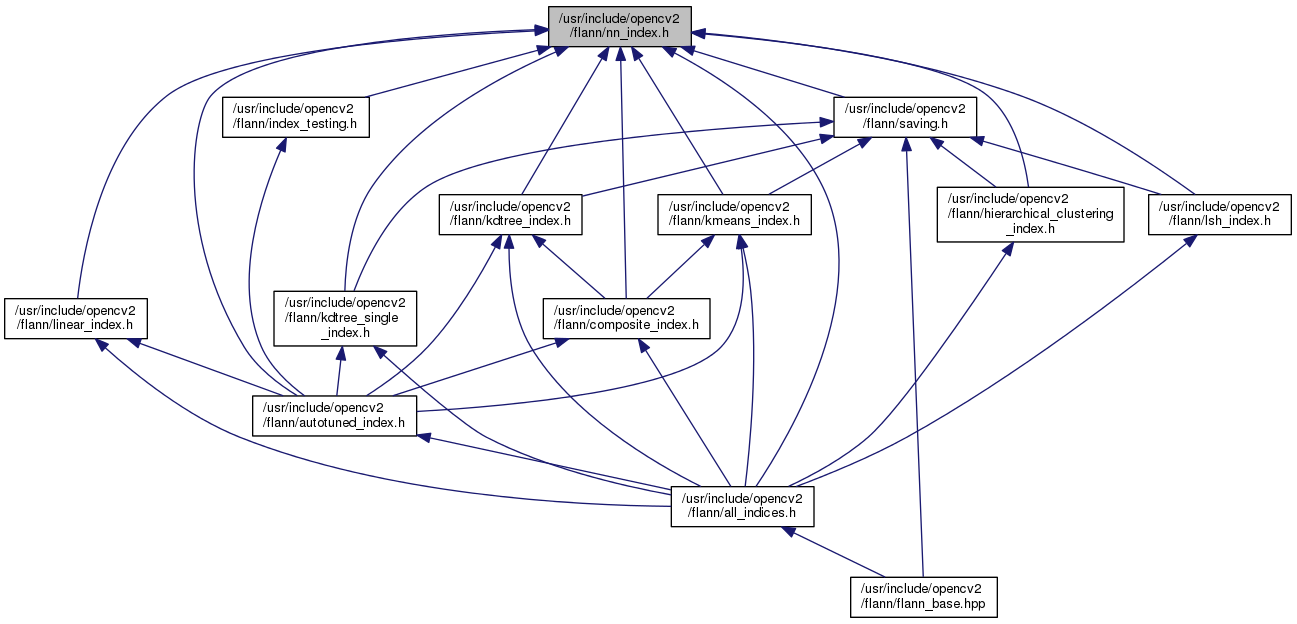 /usr/include/opencv2
/flann/nn_index.h
/usr/include/opencv2
/flann/index_testing.h
/usr/include/opencv2
/flann/saving.h
/usr/include/opencv2
/flann/kdtree_index.h
/usr/include/opencv2
/flann/kmeans_index.h
/usr/include/opencv2
/flann/hierarchical_clustering
_index.h
/usr/include/opencv2
/flann/lsh_index.h
/usr/include/opencv2
/flann/linear_index.h
/usr/include/opencv2
/flann/kdtree_single
_index.h
/usr/include/opencv2
/flann/composite_index.h
/usr/include/opencv2
/flann/autotuned_index.h
/usr/include/opencv2
/flann/all_indices.h
/usr/include/opencv2
/flann/flann_base.hpp